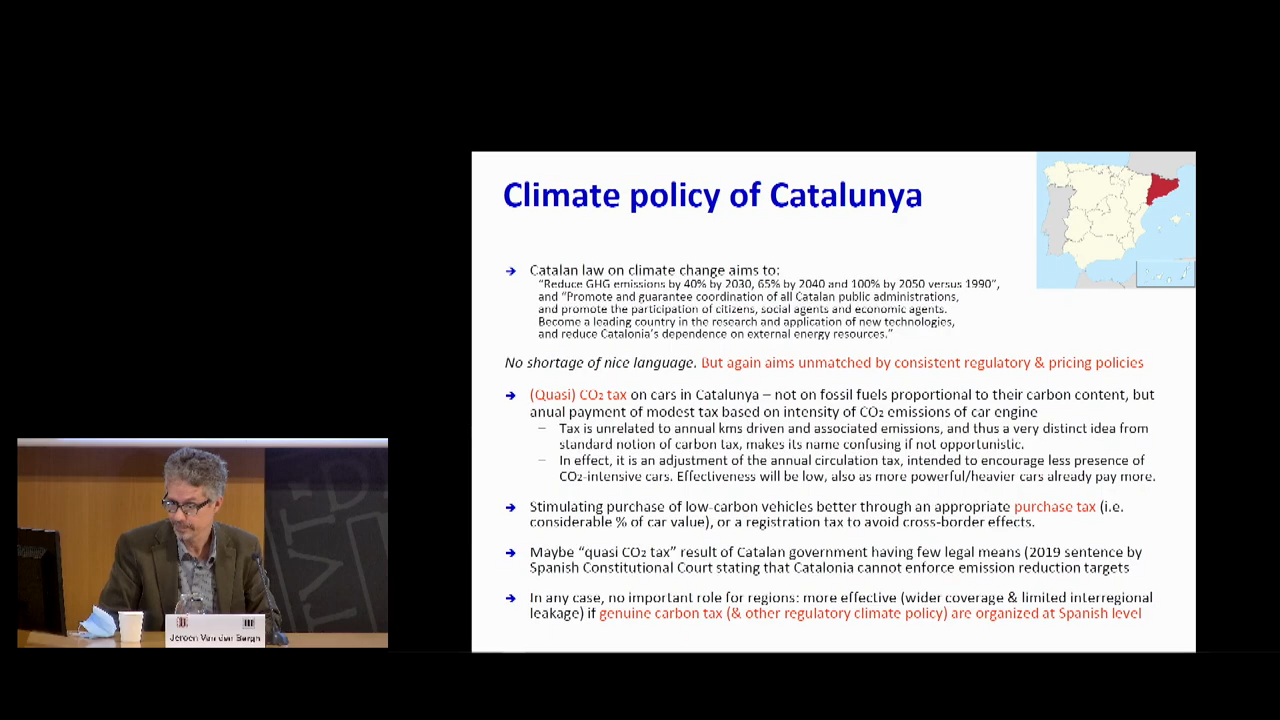 Climate policy of Catalunya
➔ Catalan law on climate change aims to:
“Reduce GHG emissions by 40% by 2030, 65% by 2040 and 100% by 2050 versus 1990”,
and “Promote and guarantee coordination of all Catalan public administrations,
and promote the participation of citizens, social agents and economic agents.
Become a leading country in the research and application of new technologies,
and reduce Catalonia’s dependence on external energy resources.”
No shortage of nice language. But again aims unmatched by consistent regulatory & pricing policies
➔ (Quasi) CO₂ tax on cars in Catalunya – not on fossil fuels proportional to their carbon content, but
anual payment of modest tax based on intensity of CO₂ emissions of car engine
– Tax is unrelated to annual kms driven and associated emissions, and thus a very distinct idea from
standard notion of carbon tax, makes its name confusing if not opportunistic.
– In effect, it is an adjustment of the annual circulation tax, intended to encourage less presence of
CO₂-intensive cars. Effectiveness will be low, also as more powerful/heavier cars already pay more.
➔ Stimulating purchase of low-carbon vehicles better through an appropriate purchase tax (i.e.
considerable % of car value), or a registration tax to avoid cross-border effects.
➔ Maybe “quasi CO₂ tax” result of Catalan government having few legal means (2019 sentence by
Spanish Constitutional Court stating that Catalonia cannot enforce emission reduction targets
➔ In any case, no important role for regions: more effective (wider coverage & limited interregional
leakage) if genuine carbon tax (& other regulatory climate policy) are organized at Spanish level
Jeroen Van den Bergh